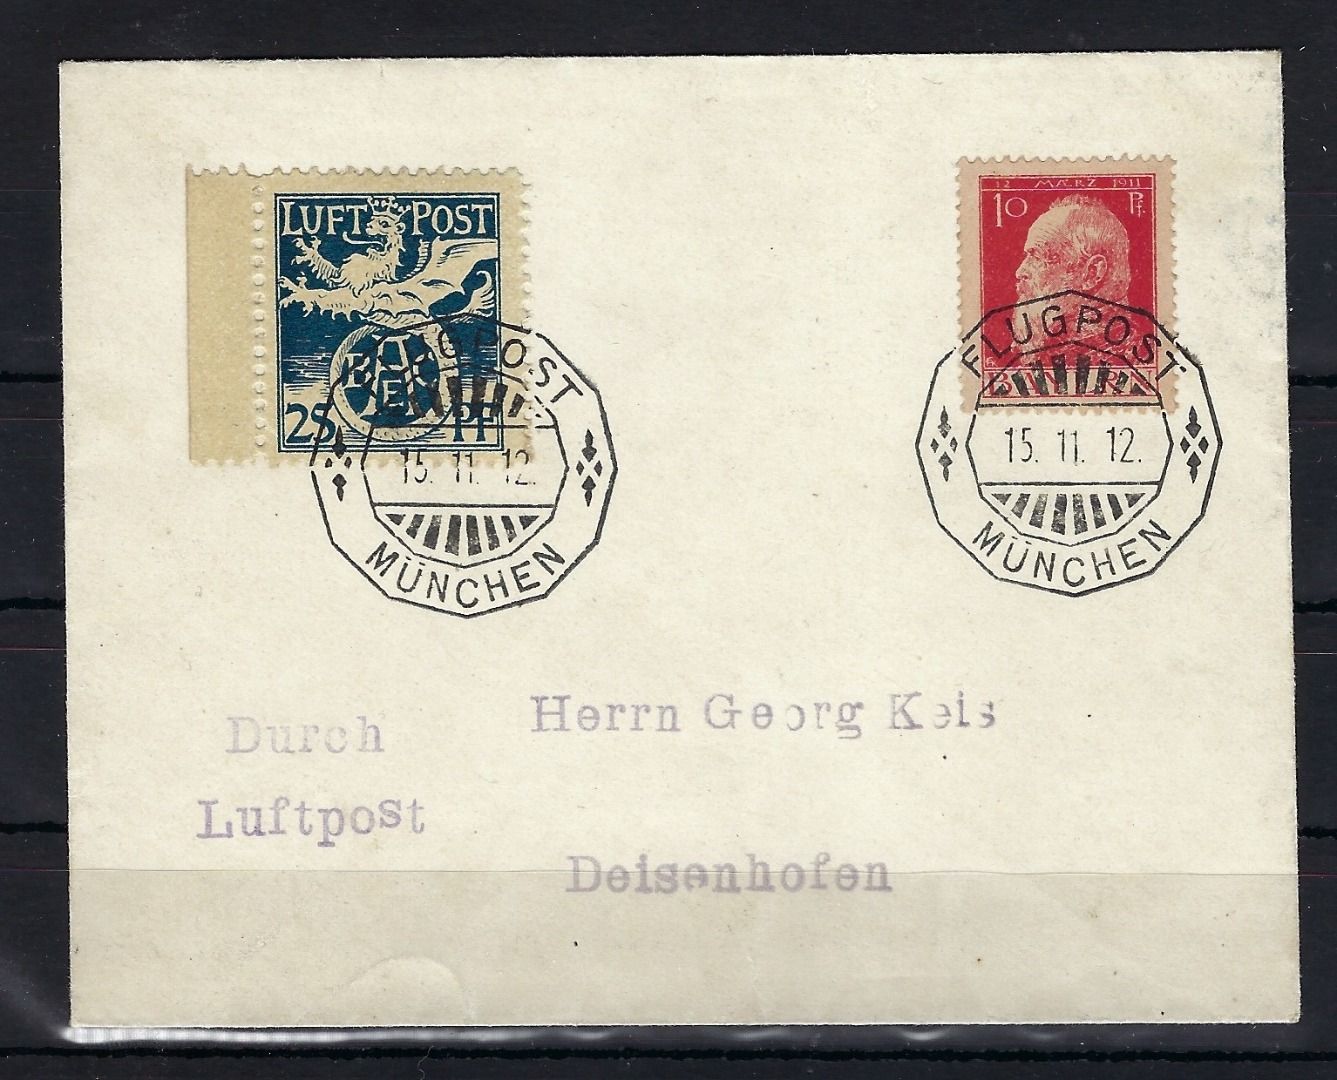 LUFT POST
25 PF
12 MÄRZ 1911
10 Pf.
BAYERN
FLUGPOST
15. 11. 12.
MÜNCHEN
FLUGPOST
15. 11. 12.
MÜNCHEN
Durch
Luftpost
Herrn Georg Keis
Deisenhofen